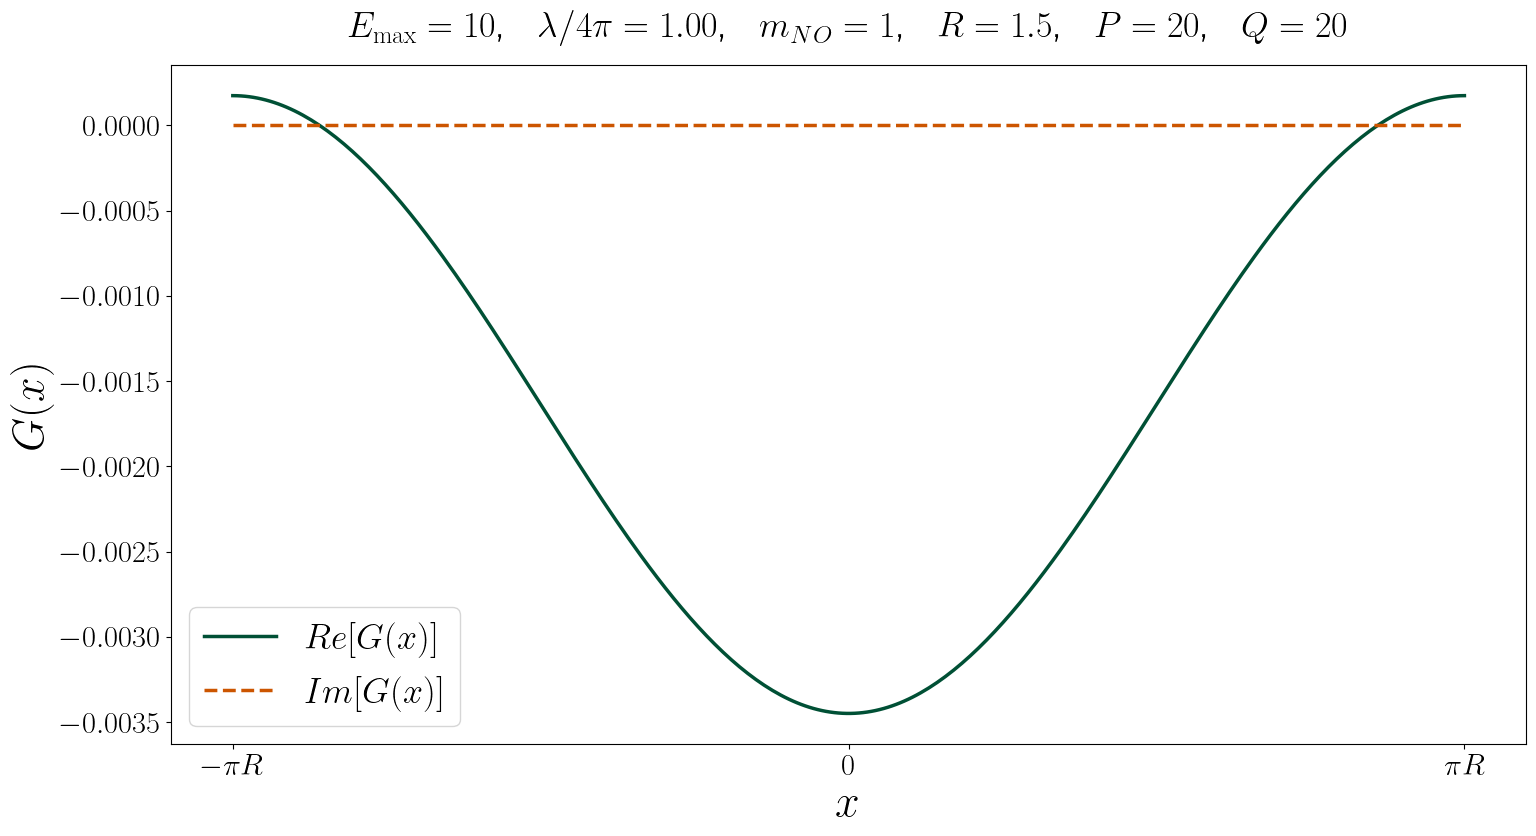 E_max = 10, λ/4π = 1.00, m_NO = 1, R = 1.5, P = 20, Q = 20
G(x)
0.0000
−0.0005
−0.0010
−0.0015
−0.0020
−0.0025
−0.0030
−0.0035
Re[G(x)]
Im[G(x)]
−πR 0 πR
x